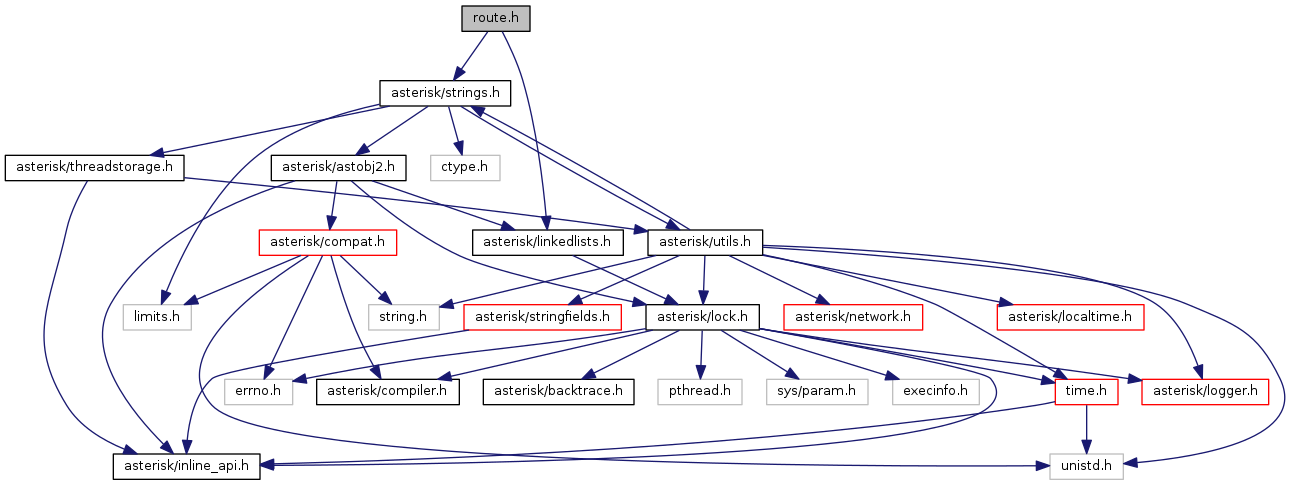 route.h
asterisk/strings.h
asterisk/threadstorage.h
asterisk/astobj2.h
ctype.h
asterisk/compat.h
asterisk/linkedlists.h
asterisk/utils.h
limits.h
string.h
asterisk/stringfields.h
asterisk/lock.h
asterisk/network.h
asterisk/localtime.h
errno.h
asterisk/compiler.h
asterisk/backtrace.h
pthread.h
sys/param.h
execinfo.h
time.h
asterisk/logger.h
asterisk/inline_api.h
unistd.h